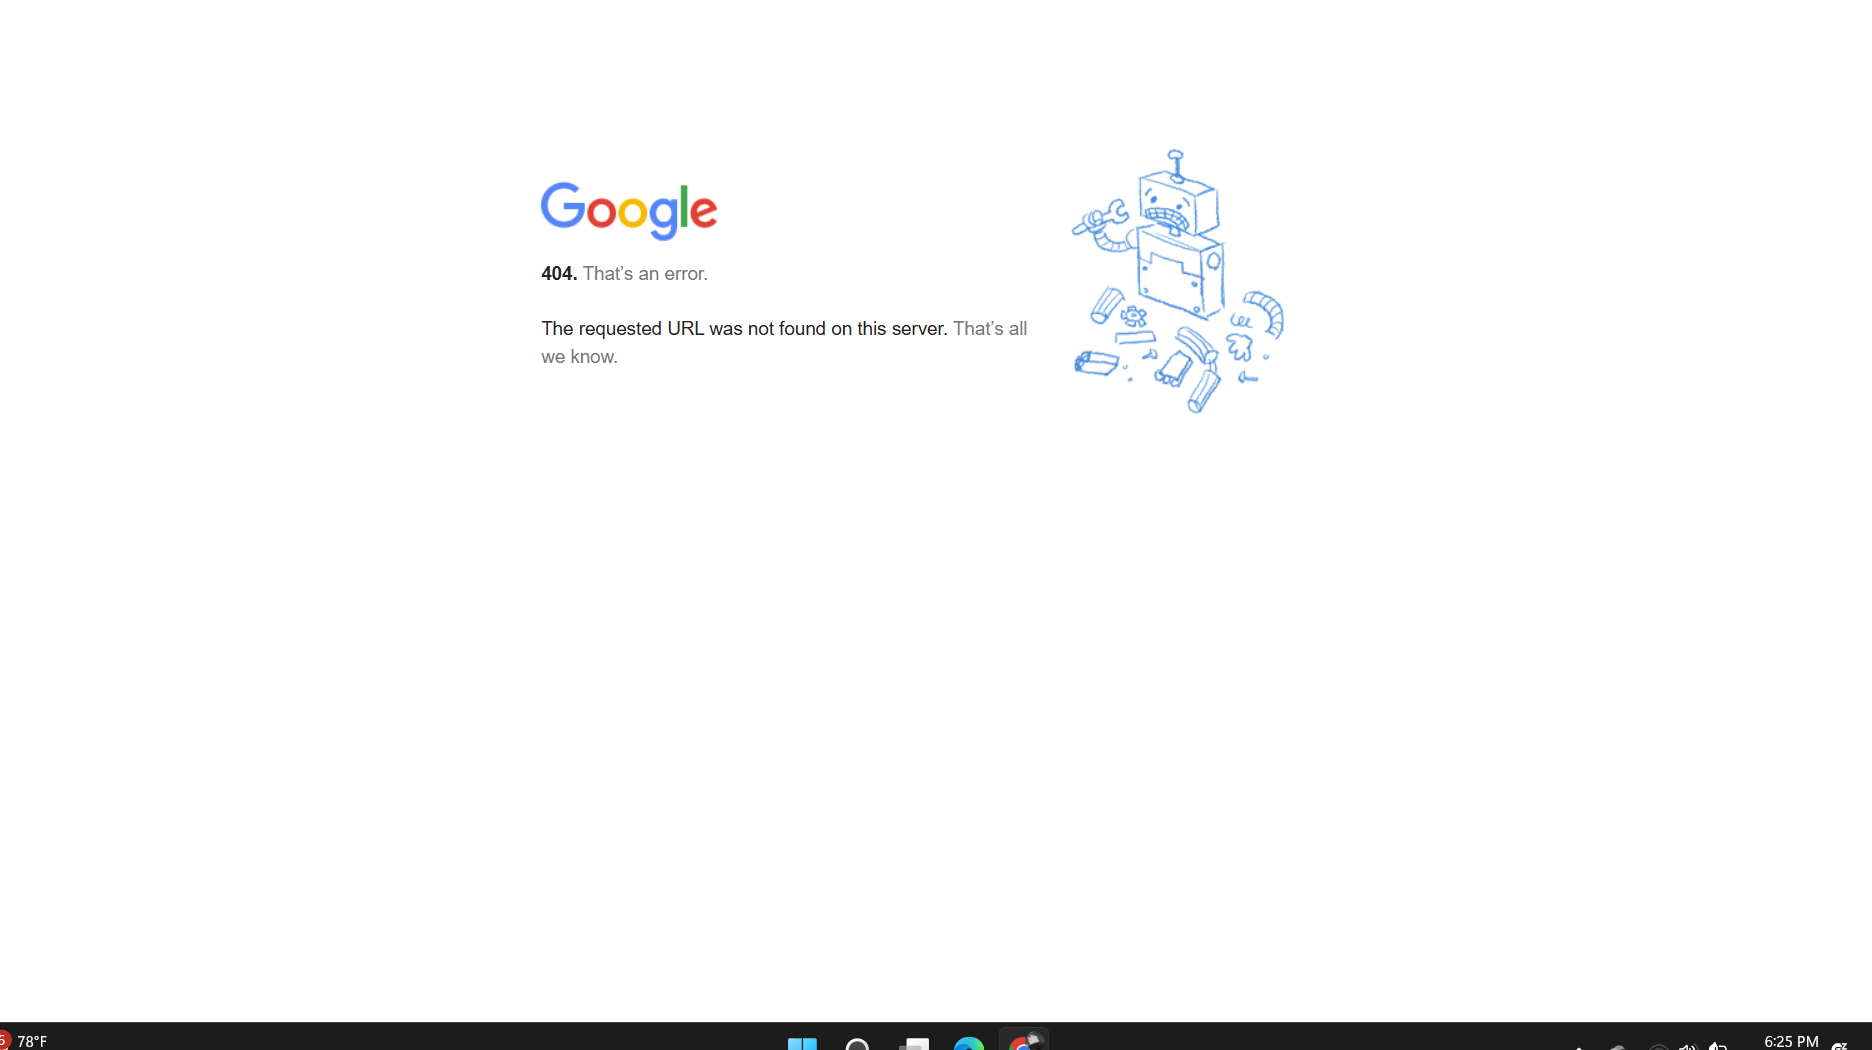 Google
404. That’s an error.
The requested URL was not found on this server. That’s all
we know.
78°F
6:25 PM